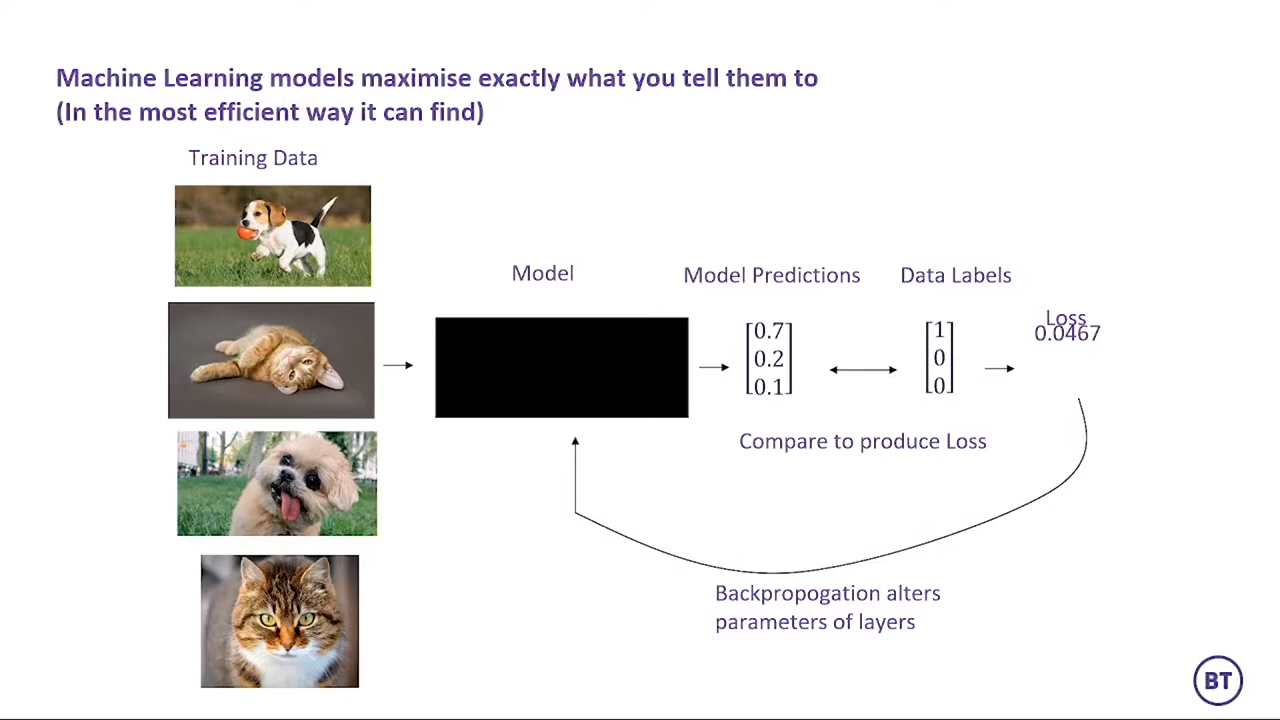 Machine Learning models maximise exactly what you tell them to
(In the most efficient way it can find)
Training Data
Model
Model Predictions
Data Labels
Loss
0.0467
[0.7
0.2
0.1]
[1
0
0]
Compare to produce Loss
Backpropogation alters
parameters of layers
BT